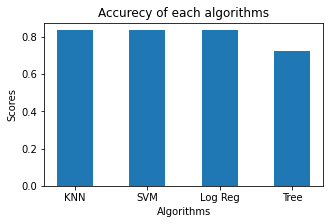 Accurecy of each algorithms
Scores
0.8
0.6
0.4
0.2
0.0
KNN SVM Log Reg Tree
Algorithms